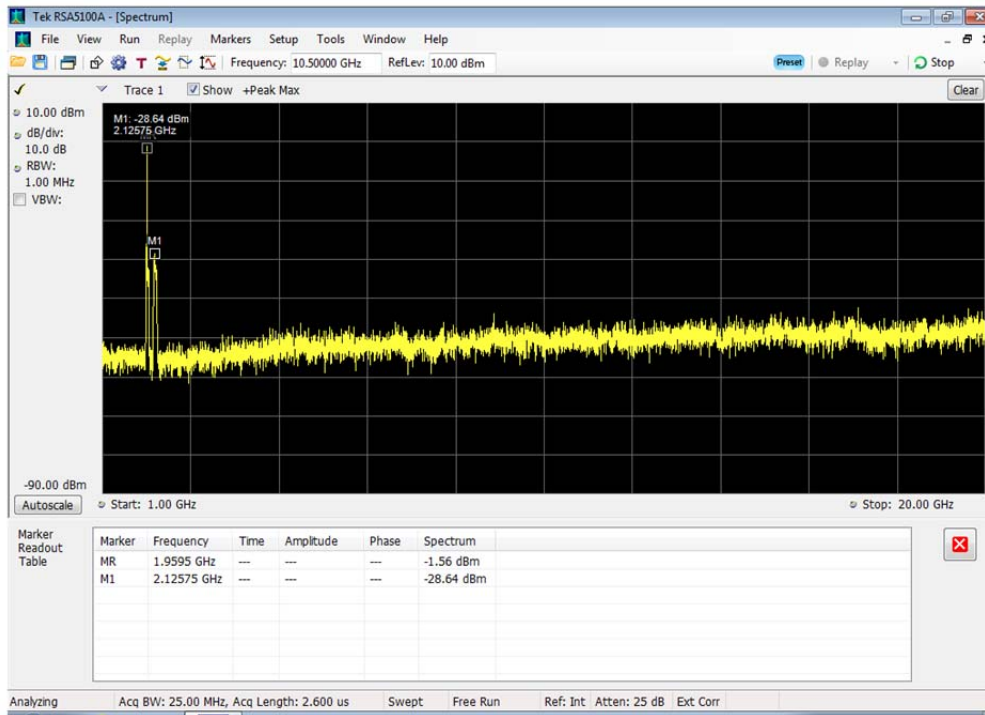 Tek RSA5100A - [Spectrum]
File View Run Replay Markers Setup Tools Window Help
T Frequency: 10.50000 GHz RefLev: 10.00 dBm Preset Replay Stop
Trace 1 Show +Peak Max Clear
10.00 dBm
dB/div:
10.0 dB
RBW:
1.00 MHz
VBW:
M1: -28.64 dBm
2.12575 GHz
M1
-90.00 dBm
Autoscale Start: 1.00 GHz Stop: 20.00 GHz
Marker Readout Table
Marker Frequency Time Amplitude Phase Spectrum
MR 1.9595 GHz --- --- --- -1.56 dBm
M1 2.12575 GHz --- --- --- -28.64 dBm
Analyzing Acq BW: 25.00 MHz, Acq Length: 2.600 us Swept Free Run Ref: Int Atten: 25 dB Ext Corr